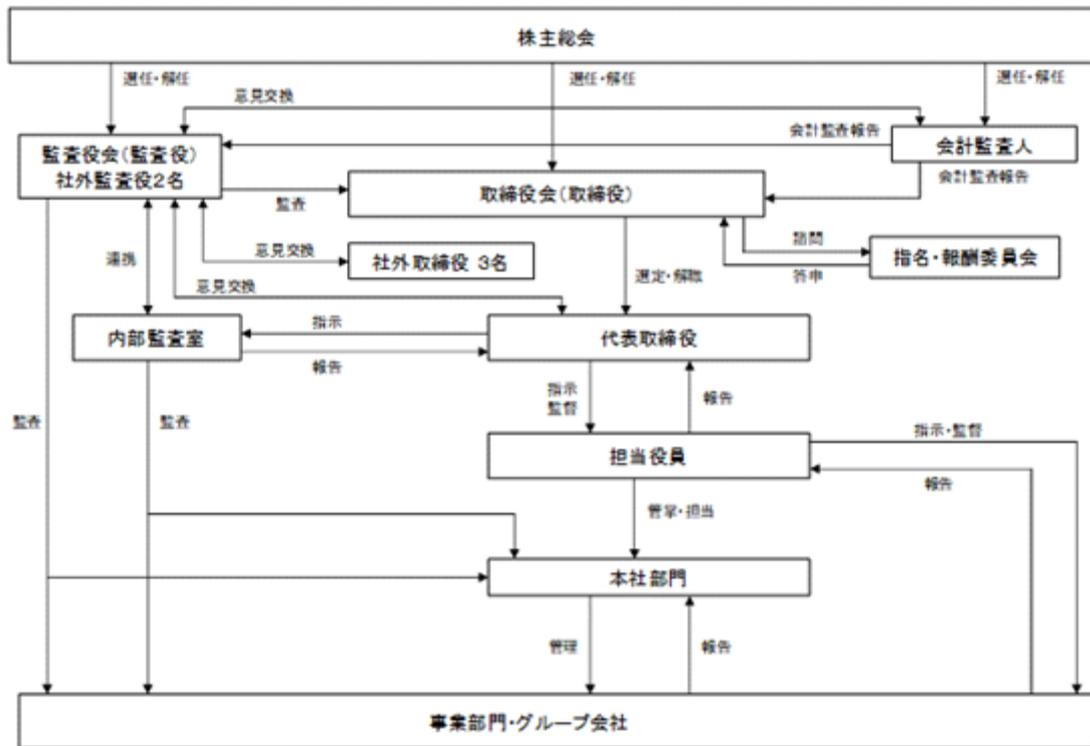 株主総会
選任・解任
選任・解任
選任・解任
意見交換
会計監査報告
監査役会(監査役)
社外監査役2名
会計監査人
会計監査報告
監査
取締役会(取締役)
諮問
連携
意見交換
社外取締役 3名
指名・報酬委員会
選定・解職
答申
意見交換
内部監査室
指示
代表取締役
報告
指示
監督
報告
監査
監査
指示・監督
担当役員
報告
管掌・担当
本社部門
管理
報告
事業部門・グループ会社